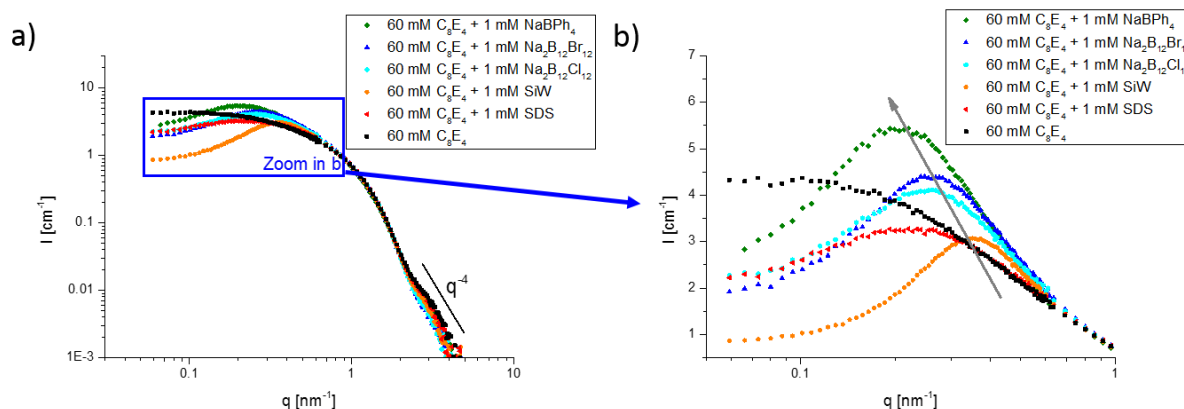 a)
60 mM C₈E₄ + 1 mM NaBPh₄
60 mM C₈E₄ + 1 mM Na₂B₁₂Br₁₂
60 mM C₈E₄ + 1 mM Na₂B₁₂Cl₁₂
60 mM C₈E₄ + 1 mM SiW
60 mM C₈E₄ + 1 mM SDS
60 mM C₈E₄
10
1
0.1
0.01
1E-3
I [cm⁻¹]
Zoom in b
q⁻⁴
0.1
1
10
q [nm⁻¹]
b)
60 mM C₈E₄ + 1 mM NaBPh₄
60 mM C₈E₄ + 1 mM Na₂B₁₂Br₁
60 mM C₈E₄ + 1 mM Na₂B₁₂Cl₁
60 mM C₈E₄ + 1 mM SiW
60 mM C₈E₄ + 1 mM SDS
60 mM C₈E₄
7
6
5
4
3
2
1
I [cm⁻¹]
0.1
1
q [nm⁻¹]